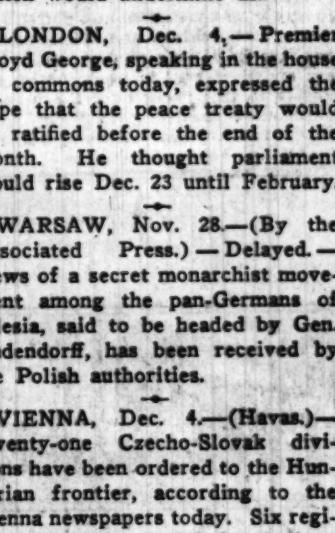 LONDON, Dec. 4.—Premier
oyd George, speaking in the house
commons today, expressed the
pe that the peace treaty would
ratified before the end of the
onth. He thought parliament
ould rise Dec. 23 until February.
WARSAW, Nov. 28.—(By the
sociated Press.)—Delayed.—
ews of a secret monarchist move-
ent among the pan-Germans of
lesia, said to be headed by Gen.
dendorff, has been received by
e Polish authorities.
VIENNA, Dec. 4.—(Havas.)—
wenty-one Czecho-Slovak divi-
ons have been ordered to the Hun-
rian frontier, according to the
enna newspapers today. Six regi-